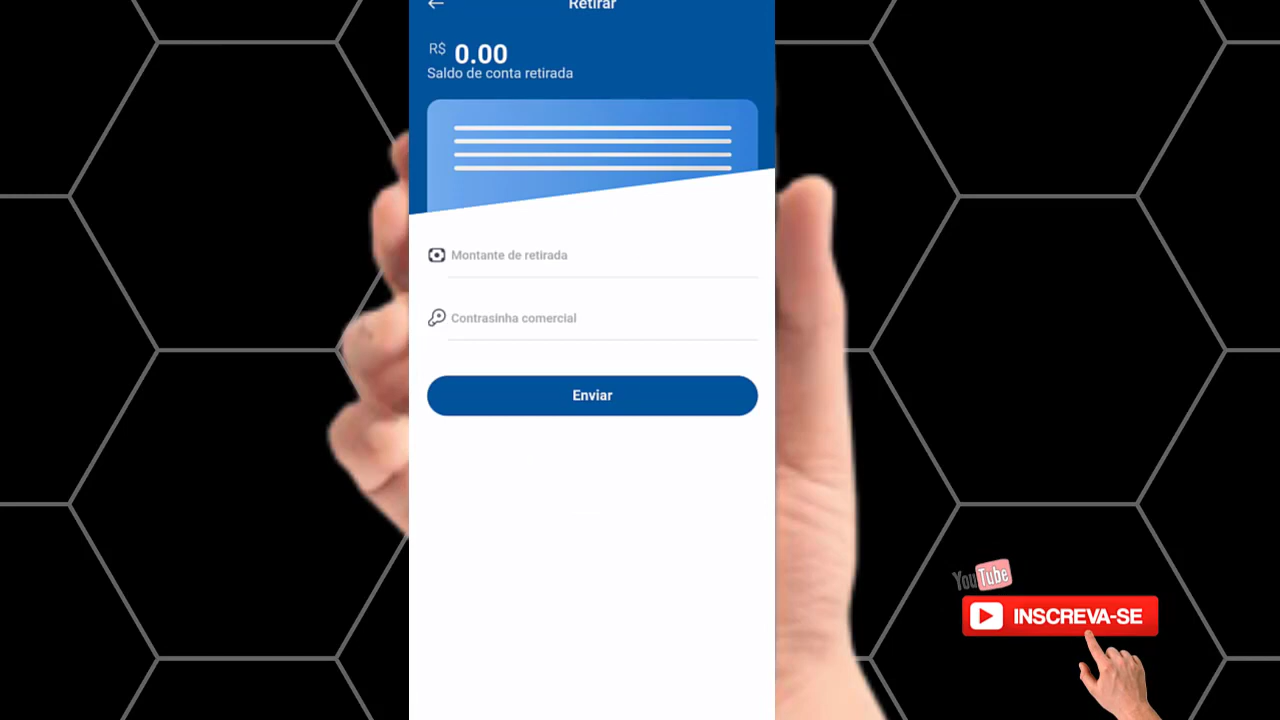 Retirar
R$ 0.00
Saldo de conta retirada
Montante de retirada
Contrasinha comercial
Enviar
YouTube
INSCREVA-SE